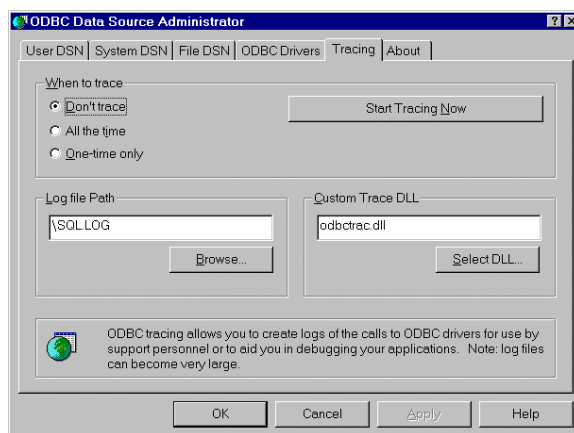 ODBC Data Source Administrator
User DSN System DSN File DSN ODBC Drivers Tracing About
When to trace
Don't trace
Start Tracing Now
All the time
One-time only
Log file Path
Custom Trace DLL
\SQL.LOG
odbctrac.dll
Browse...
Select DLL...
ODBC tracing allows you to create logs of the calls to ODBC drivers for use by
support personnel or to aid you in debugging your applications. Note: log files
can become very large.
OK Cancel Apply Help